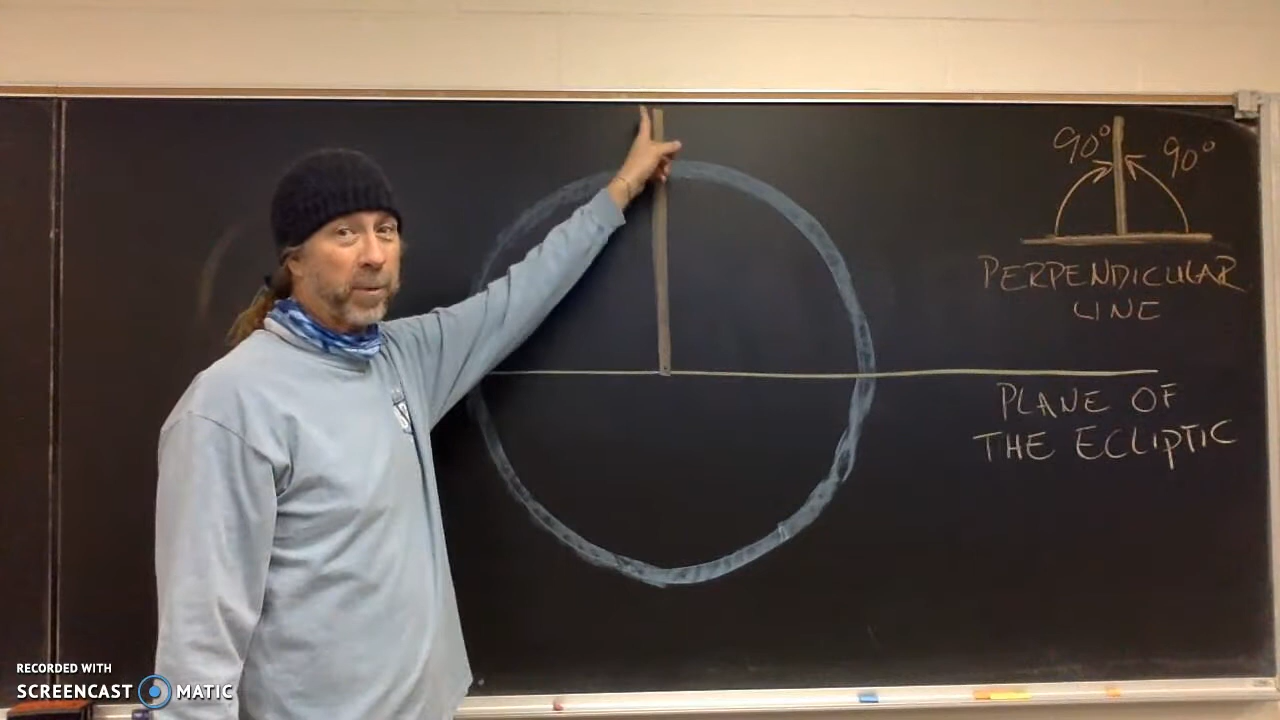 90° 90°
PERPENDICULAR
LINE
PLANE OF
THE ECLIPTIC
RECORDED WITH
SCREENCAST MATIC